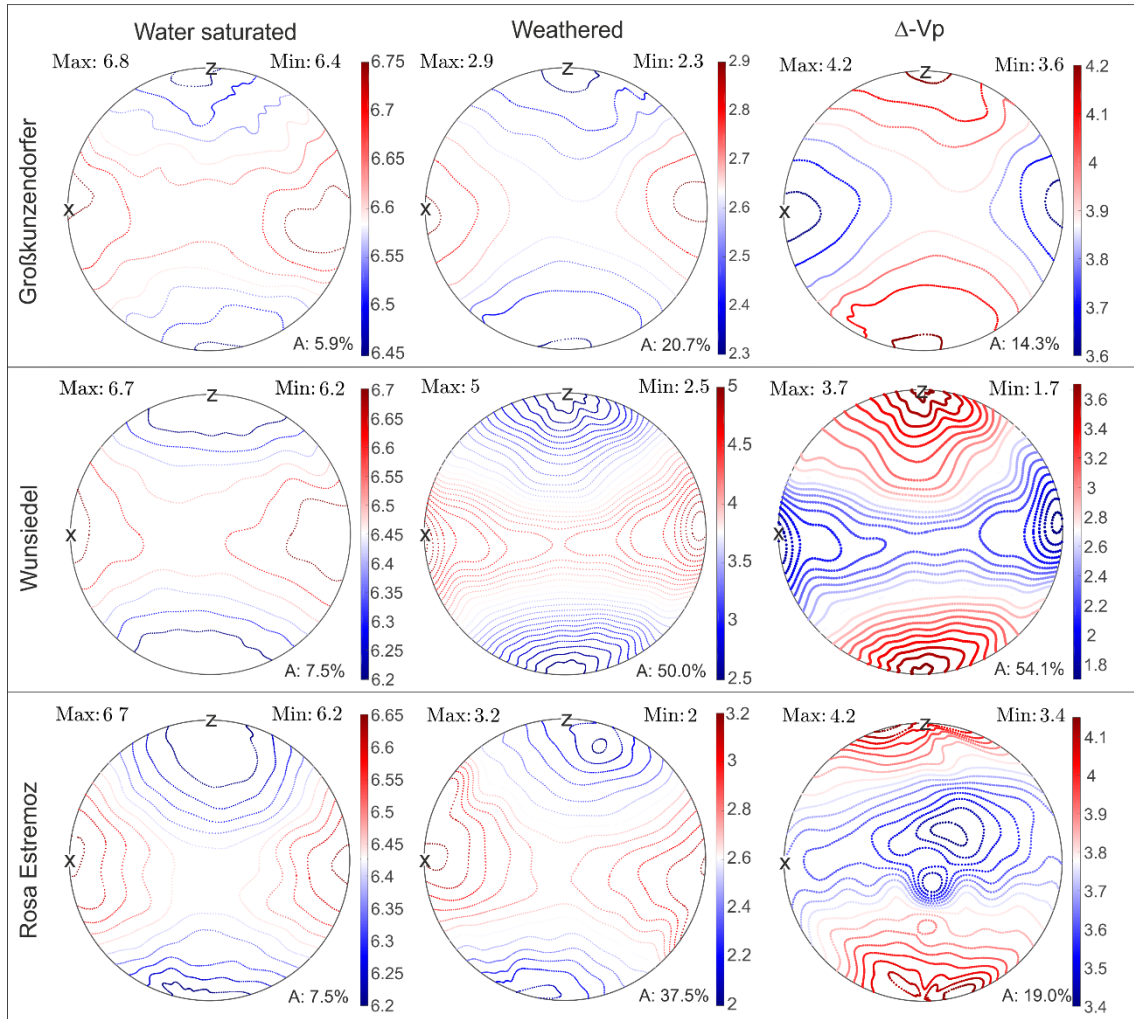 Water saturated
Weathered
Δ-Vp
Großkunzendorfer
Max: 6.8
Min: 6.4
Z
X
A: 5.9%
6.75
6.7
6.65
6.6
6.55
6.5
6.45
Max: 2.9
Min: 2.3
Z
X
A: 20.7%
2.9
2.8
2.7
2.6
2.5
2.4
2.3
Max: 4.2
Min: 3.6
Z
X
A: 14.3%
4.2
4.1
4
3.9
3.8
3.7
3.6
Wunsiedel
Max: 6.7
Min: 6.2
Z
X
A: 7.5%
6.7
6.65
6.6
6.55
6.5
6.45
6.4
6.35
6.3
6.25
6.2
Max: 5
Min: 2.5
Z
X
A: 50.0%
5
4.5
4
3.5
3
2.5
Max: 3.7
Min: 1.7
Z
X
A: 54.1%
3.6
3.4
3.2
3
2.8
2.6
2.4
2.2
2
1.8
Rosa Estremoz
Max: 6 7
Min: 6.2
Z
X
A: 7.5%
6.65
6.6
6.55
6.5
6.45
6.4
6.35
6.3
6.25
6.2
Max: 3.2
Min: 2
Z
X
A: 37.5%
3.2
3
2.8
2.6
2.4
2.2
2
Max: 4.2
Min: 3.4
Z
X
A: 19.0%
4.1
4
3.9
3.8
3.7
3.6
3.5
3.4